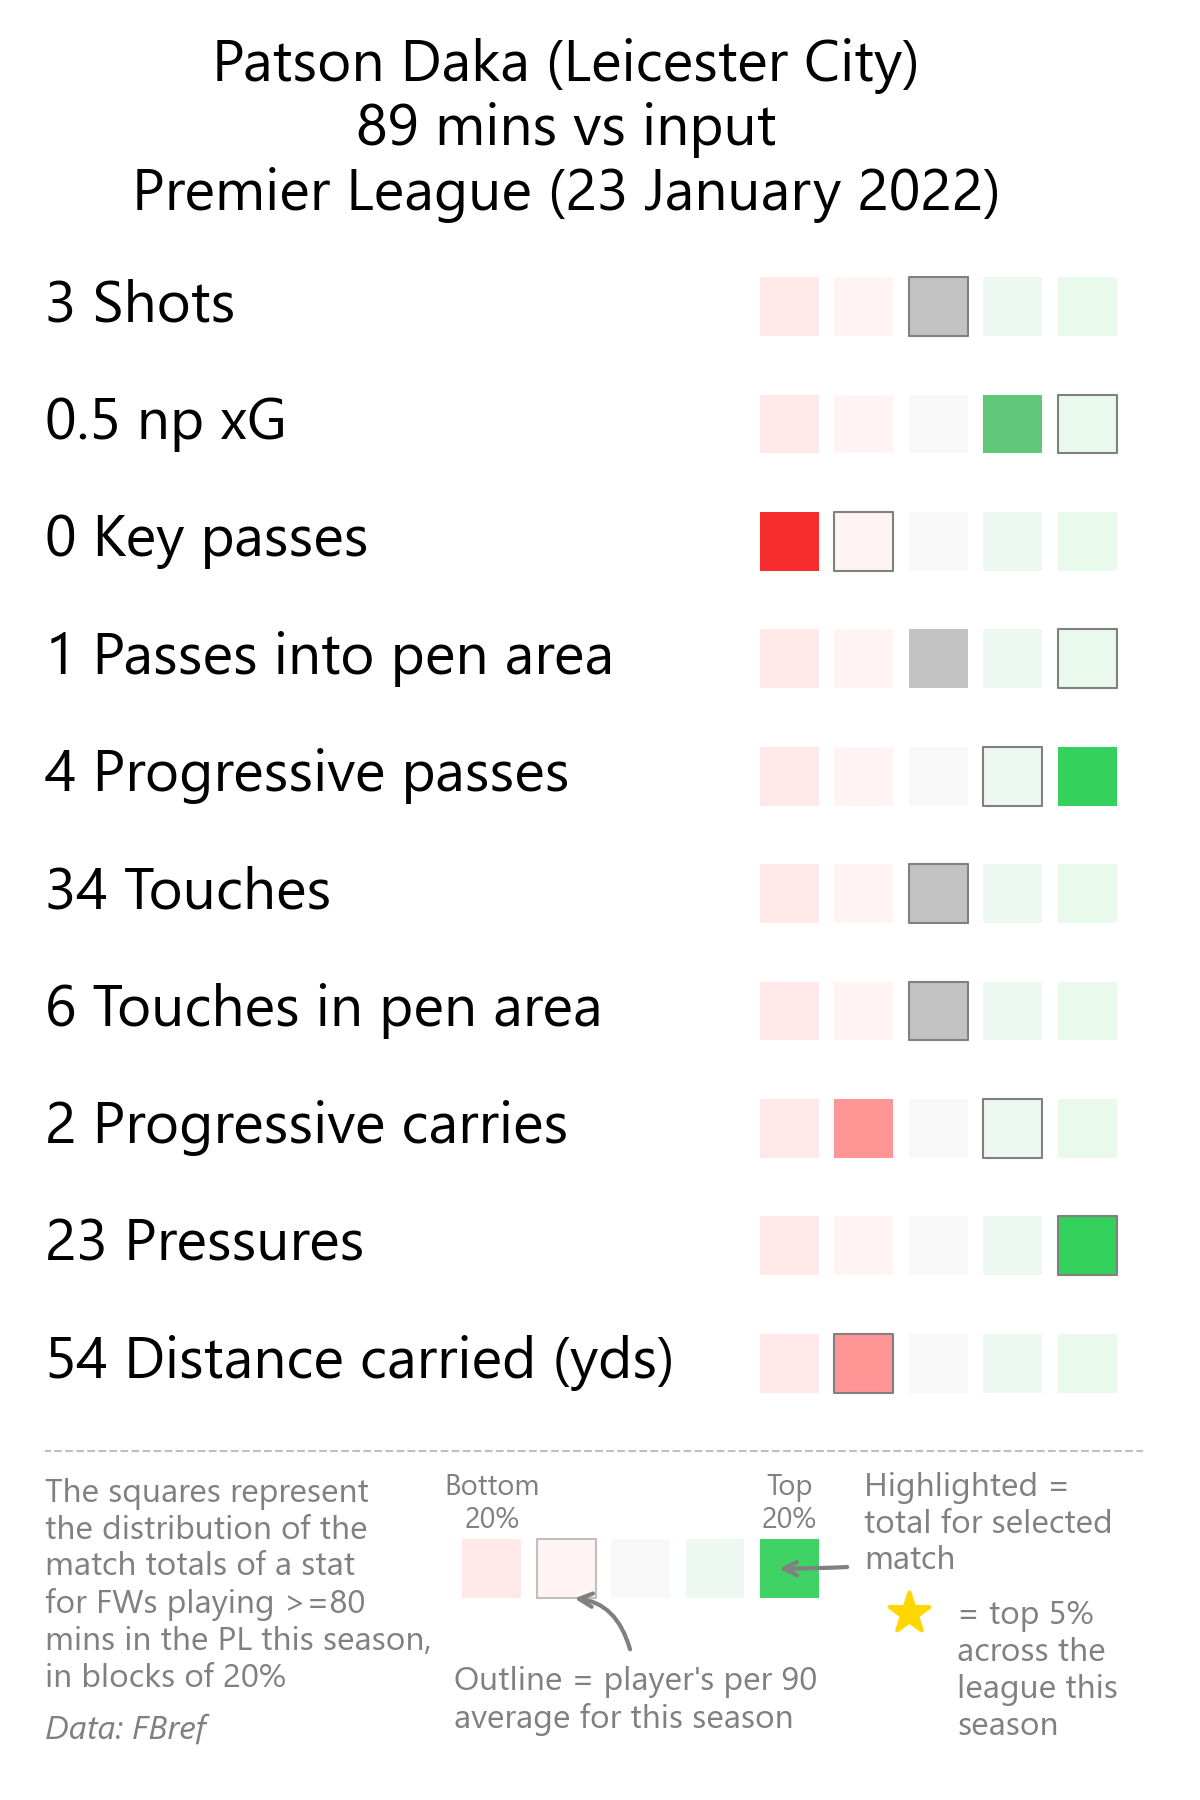 Patson Daka (Leicester City)
89 mins vs input
Premier League (23 January 2022)
3 Shots
0.5 np xG
0 Key passes
1 Passes into pen area
4 Progressive passes
34 Touches
6 Touches in pen area
2 Progressive carries
23 Pressures
54 Distance carried (yds)
The squares represent
the distribution of the
match totals of a stat
for FWs playing >=80
mins in the PL this season,
in blocks of 20%
Data: FBref
Bottom
20%
Top
20%
Outline = player's per 90
average for this season
Highlighted =
total for selected
match
= top 5%
across the
league this
season